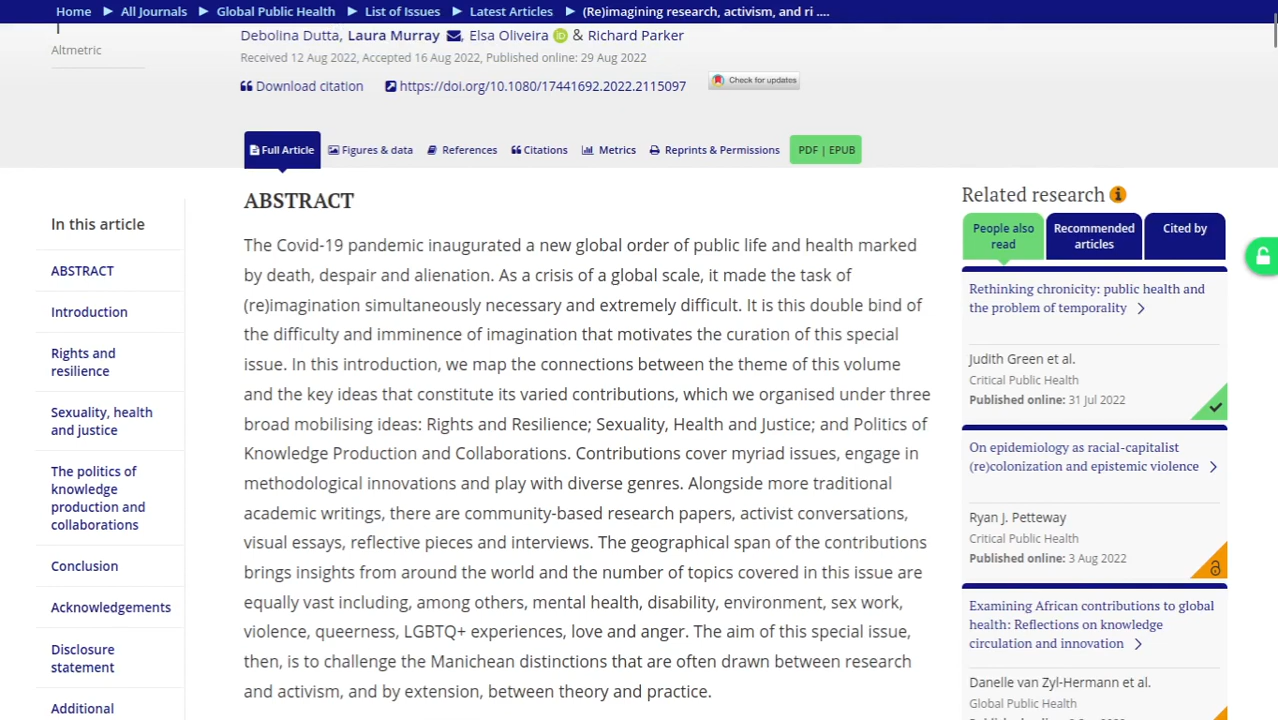 Home ▶ All Journals ▶ Global Public Health ▶ List of Issues ▶ Latest Articles ▶ (Re)imagining research, activism, and ri ....
Altmetric
Debolina Dutta, Laura Murray, Elsa Oliveira & Richard Parker
Received 12 Aug 2022, Accepted 16 Aug 2022, Published online: 29 Aug 2022
Download citation https://doi.org/10.1080/17441692.2022.2115097 Check for updates
Full Article Figures & data References Citations Metrics Reprints & Permissions PDF | EPUB
In this article
ABSTRACT
Introduction
Rights and
resilience
Sexuality, health
and justice
The politics of
knowledge
production and
collaborations
Conclusion
Acknowledgements
Disclosure
statement
Additional
ABSTRACT
The Covid-19 pandemic inaugurated a new global order of public life and health marked
by death, despair and alienation. As a crisis of a global scale, it made the task of
(re)imagination simultaneously necessary and extremely difficult. It is this double bind of
the difficulty and imminence of imagination that motivates the curation of this special
issue. In this introduction, we map the connections between the theme of this volume
and the key ideas that constitute its varied contributions, which we organised under three
broad mobilising ideas: Rights and Resilience; Sexuality, Health and Justice; and Politics of
Knowledge Production and Collaborations. Contributions cover myriad issues, engage in
methodological innovations and play with diverse genres. Alongside more traditional
academic writings, there are community-based research papers, activist conversations,
visual essays, reflective pieces and interviews. The geographical span of the contributions
brings insights from around the world and the number of topics covered in this issue are
equally vast including, among others, mental health, disability, environment, sex work,
violence, queerness, LGBTQ+ experiences, love and anger. The aim of this special issue,
then, is to challenge the Manichean distinctions that are often drawn between research
and activism, and by extension, between theory and practice.
Related research
People also
read
Recommended
articles
Cited by
Rethinking chronicity: public health and
the problem of temporality
Judith Green et al.
Critical Public Health
Published online: 31 Jul 2022
On epidemiology as racial-capitalist
(re)colonization and epistemic violence
Ryan J. Petteway
Critical Public Health
Published online: 3 Aug 2022
Examining African contributions to global
health: Reflections on knowledge
circulation and innovation
Danelle van Zyl-Hermann et al.
Global Public Health